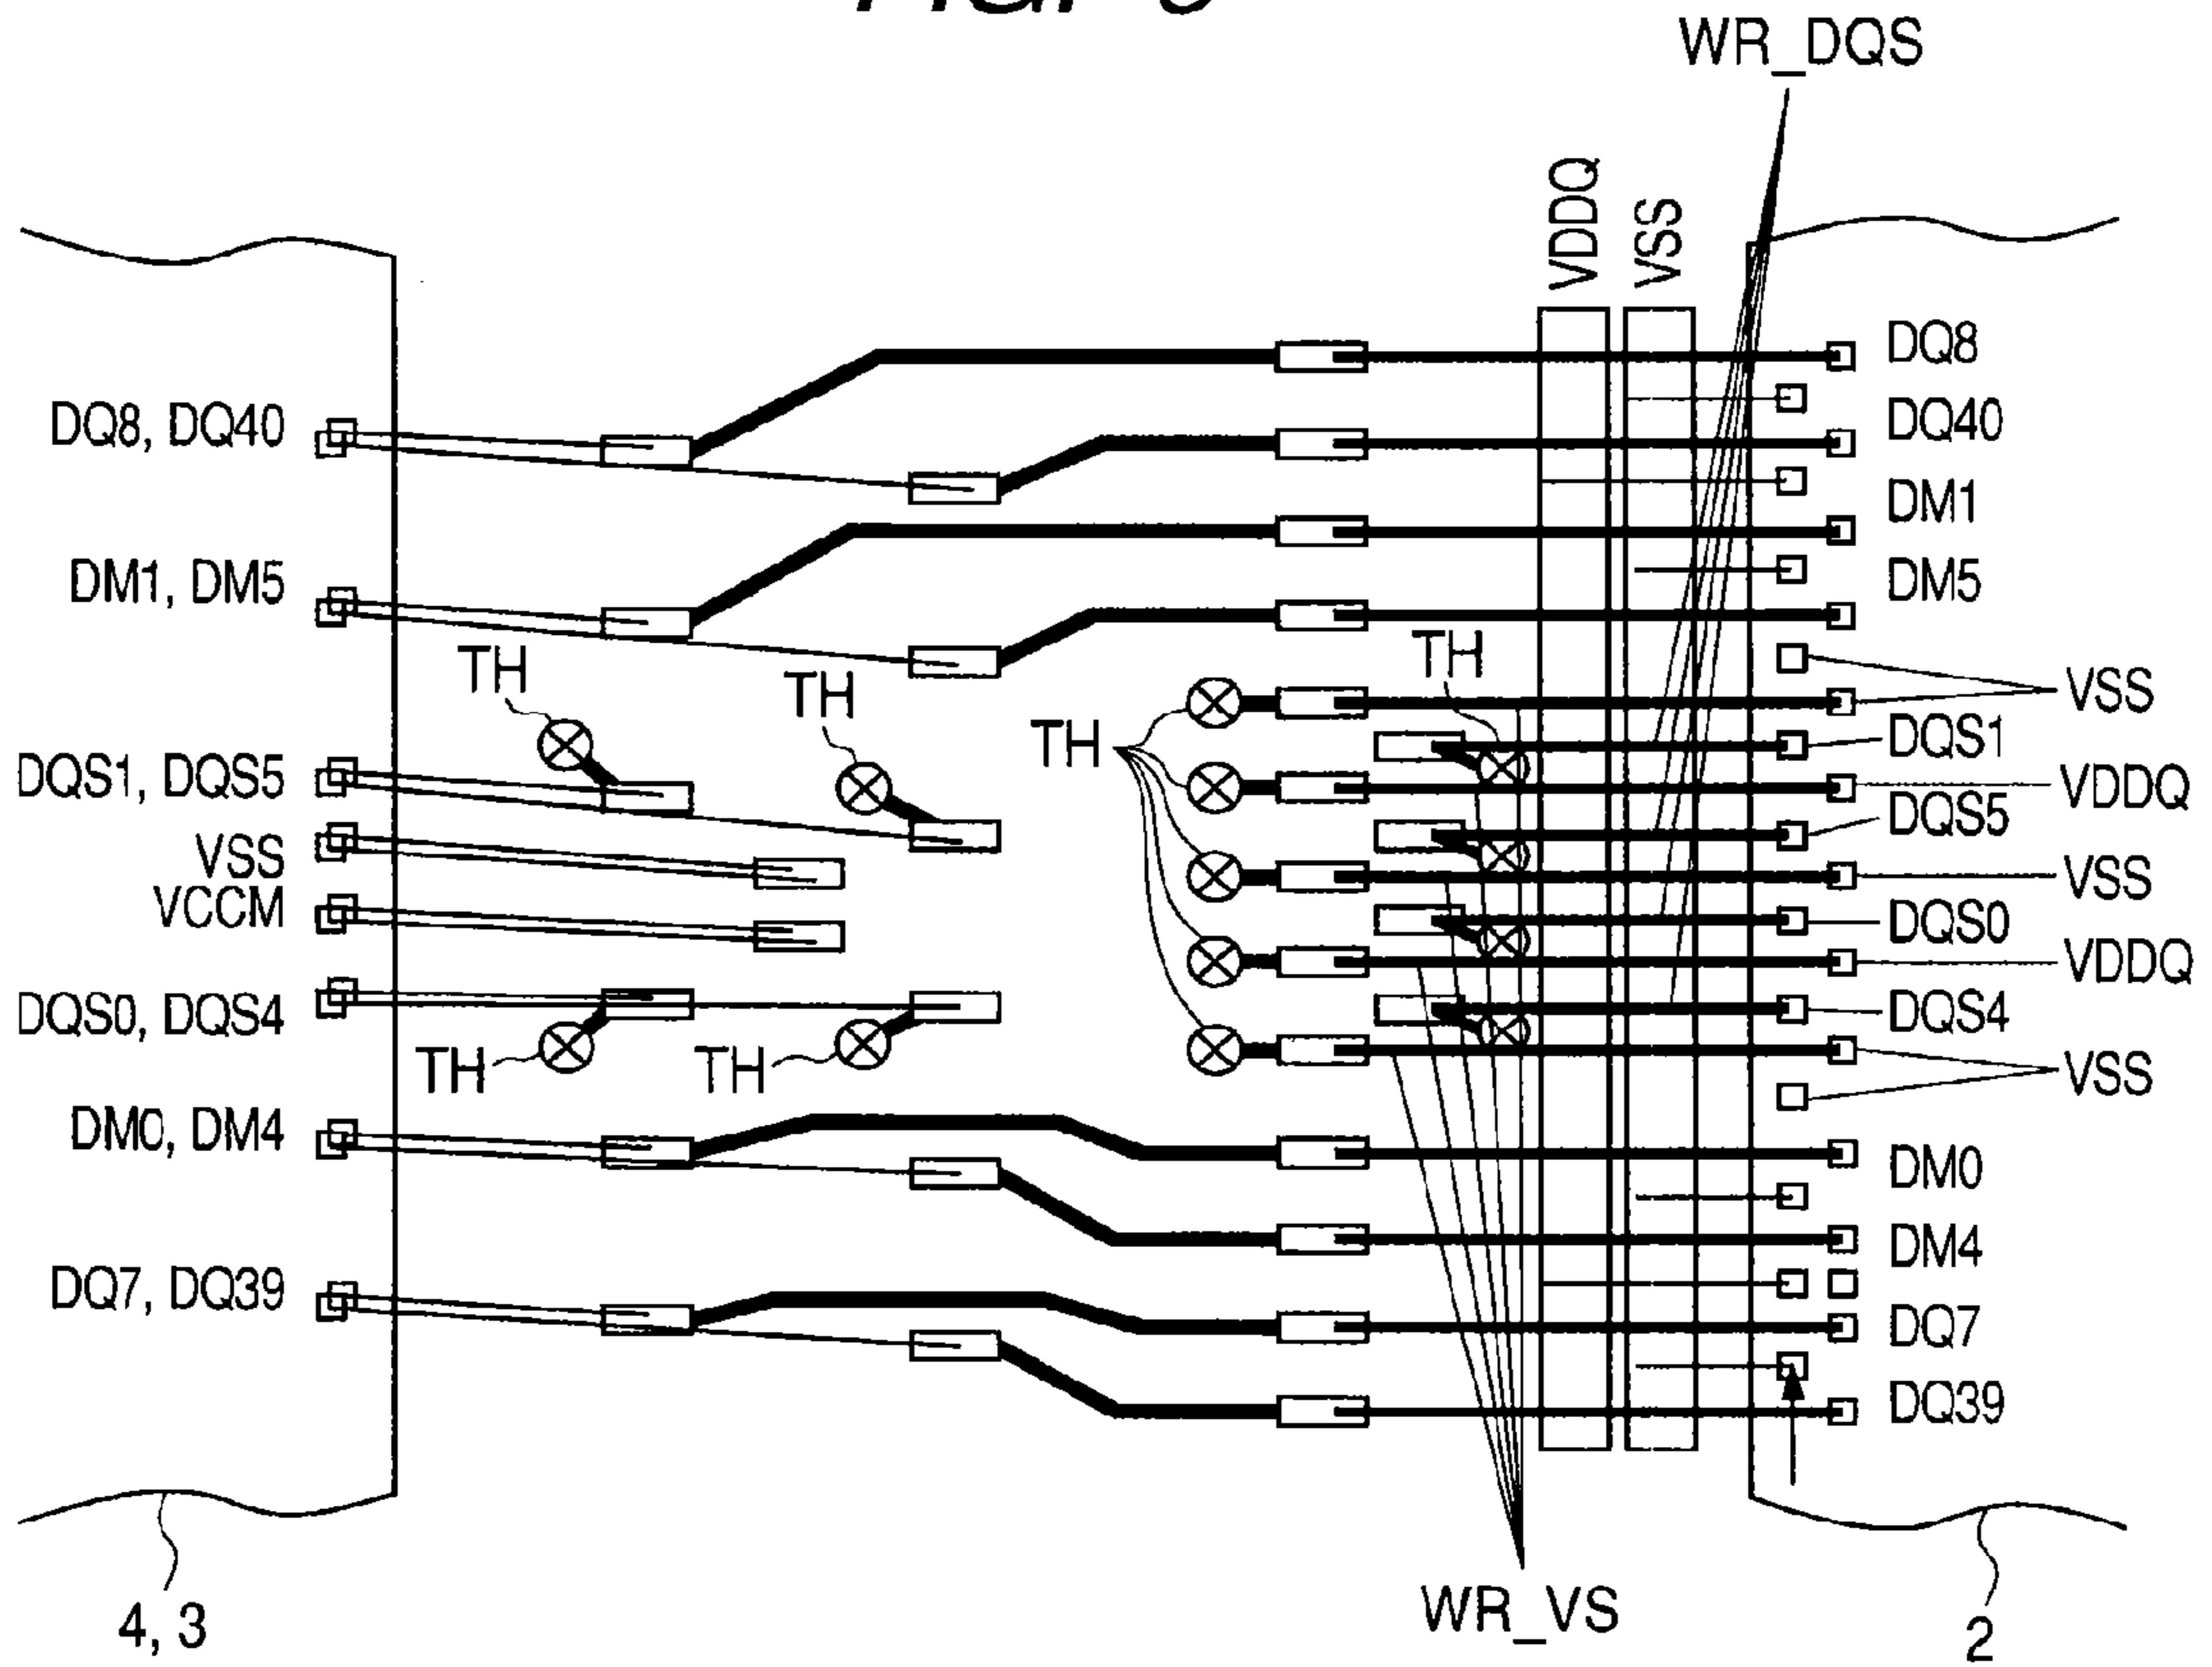 WR_DQS
VDDQ
VSS
DQ8
DQ8, DQ40
DQ40
DM1
DM1, DM5
DM5
TH
TH
TH
VSS
TH
DQS1
DQS1, DQS5
VDDQ
DQS5
VSS
VSS
VCCM
DQS0
VDDQ
DQS0, DQS4
DQS4
TH
TH
VSS
DM0, DM4
DM0
DM4
DQ7, DQ39
DQ7
DQ39
WR_VS
4, 3
2